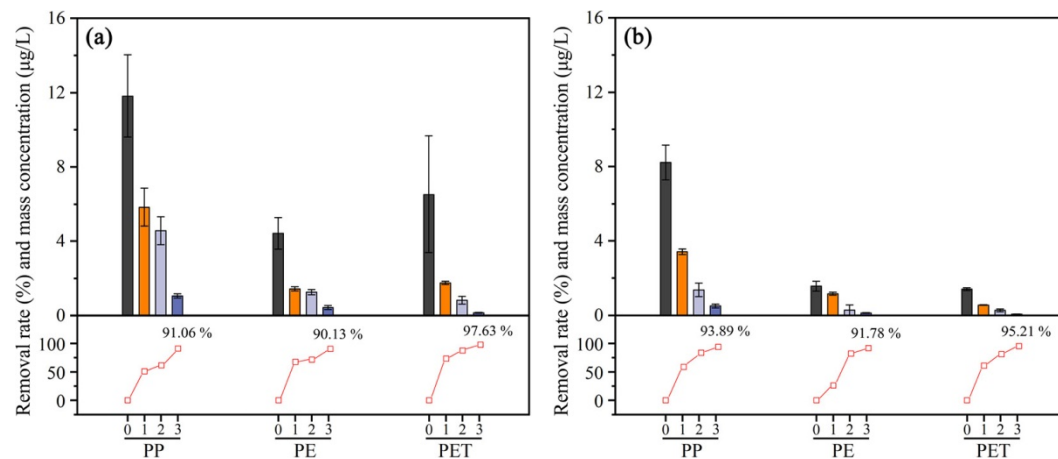 (a)
Removal rate (%) and mass concentration (μg/L)
16
12
8
4
0
91.06 %
90.13 %
97.63 %
100
50
0
0 1 2 3
0 1 2 3
0 1 2 3
PP
PE
PET
(b)
Removal rate (%) and mass concentration (μg/L)
16
12
8
4
0
93.89 %
91.78 %
95.21 %
100
50
0
0 1 2 3
0 1 2 3
0 1 2 3
PP
PE
PET